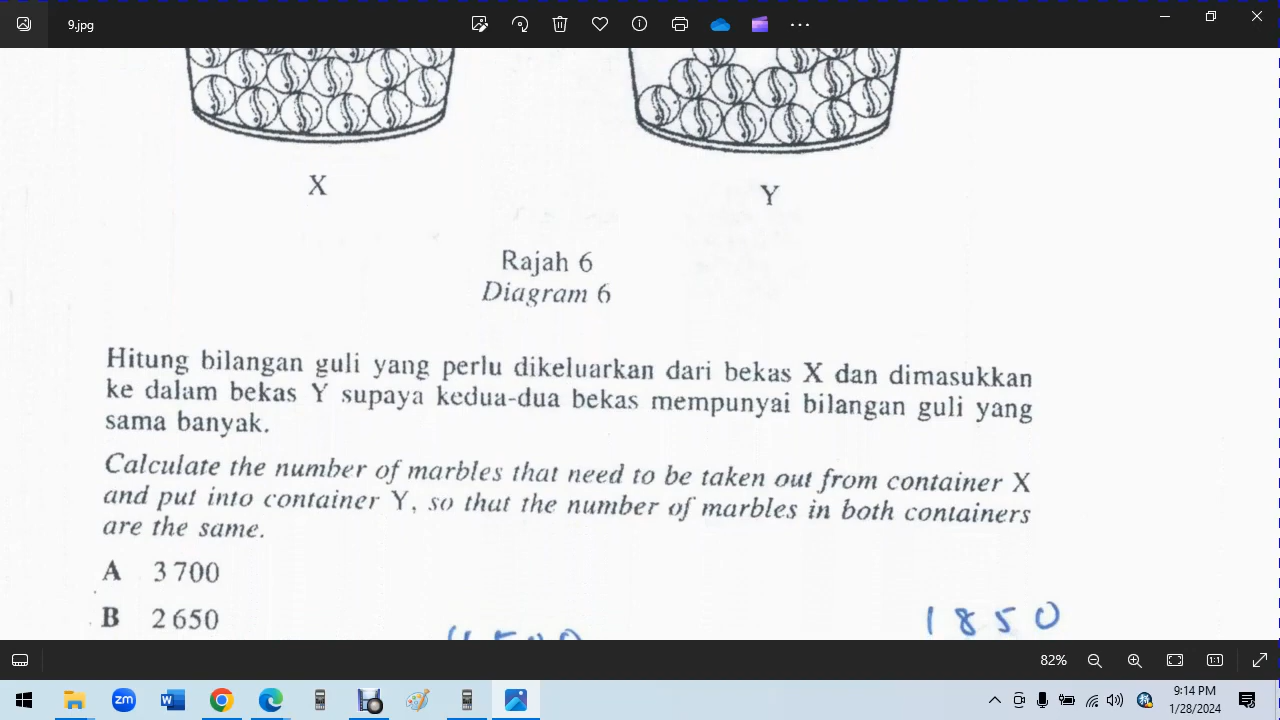 9.jpg
X
Y
Rajah 6
Diagram 6
Hitung bilangan guli yang perlu dikeluarkan dari bekas X dan dimasukkan
ke dalam bekas Y supaya kedua-dua bekas mempunyai bilangan guli yang
sama banyak.
Calculate the number of marbles that need to be taken out from container X
and put into container Y, so that the number of marbles in both containers
are the same.
A 3 700
B 2 650
1850
82%
1:1
zm
W
9:14 PM
1/28/2024